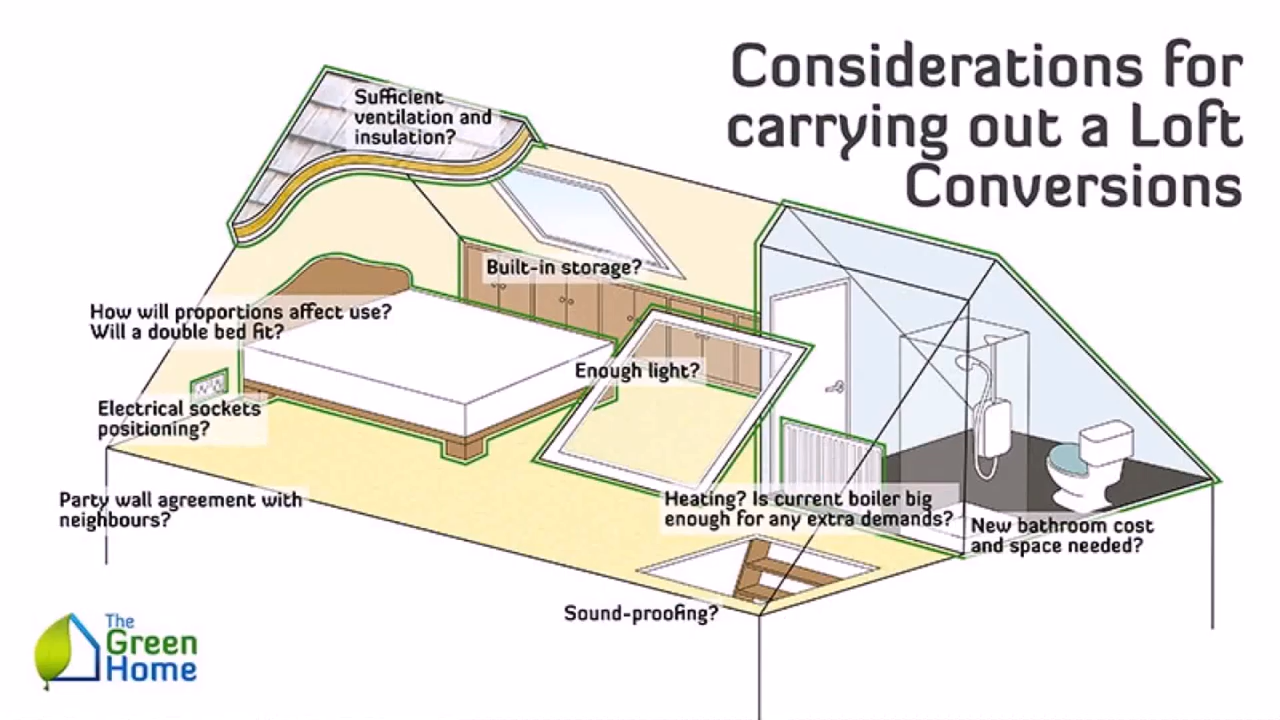 Considerations for
carrying out a Loft
Conversions
Sufficient
ventilation and
insulation?
Built-in storage?
How will proportions affect use?
Will a double bed fit?
Enough light?
Electrical sockets
positioning?
Party wall agreement with
neighbours?
Heating? Is current boiler big
enough for any extra demands?
New bathroom cost
and space needed?
Sound-proofing?
The
Green
Home